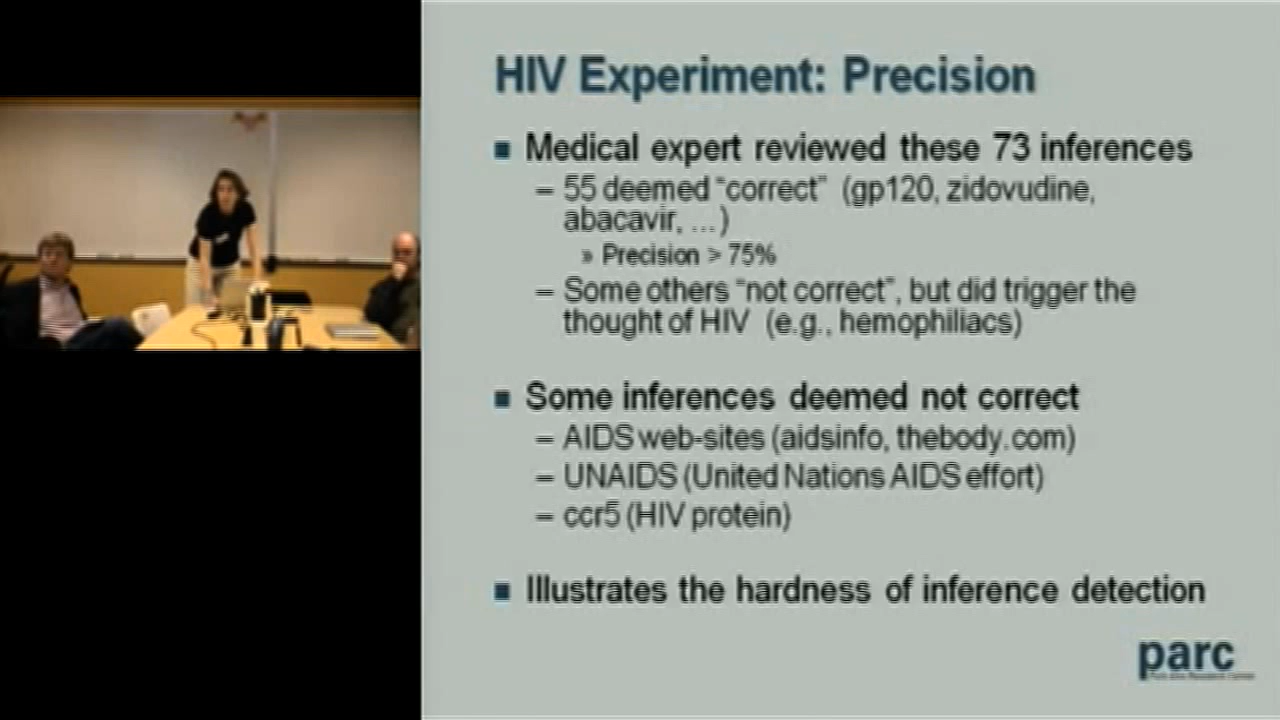 HIV Experiment: Precision
■ Medical expert reviewed these 73 inferences
– 55 deemed “correct” (gp120, zidovudine,
abacavir, ...)
» Precision > 75%
– Some others “not correct”, but did trigger the
thought of HIV (e.g., hemophiliacs)
■ Some inferences deemed not correct
– AIDS web-sites (aidsinfo, thebody.com)
– UNAIDS (United Nations AIDS effort)
– ccr5 (HIV protein)
■ Illustrates the hardness of inference detection
parc